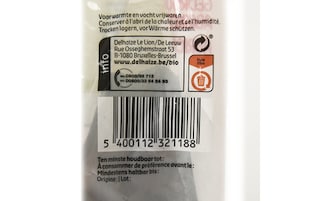 Voor warmte en vocht vrijwaren.
Conserver à l'abri de la chaleur et de l'humidité.
Trocken lagern, vor Wärme schützen.
info
Delhaize Le Lion / De Leeuw
Rue Osseghemstraat 53
B-1080 Bruxelles-Brussel
www.delhaize.be/bio
5 400112 321188
Ten minste houdbaar tot:
À consommer de préférence avant le:
Mindestens haltbar bis:
Origine: Lot: